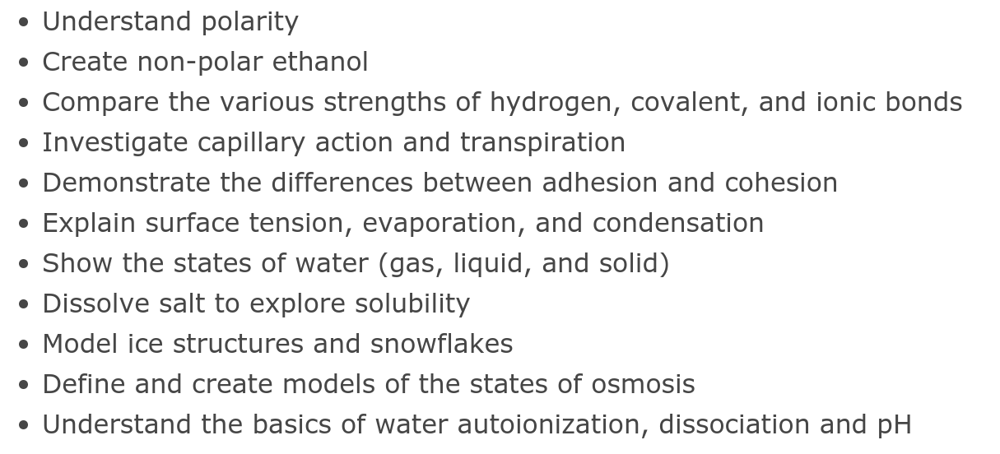 • Understand polarity
• Create non-polar ethanol
• Compare the various strengths of hydrogen, covalent, and ionic bonds
• Investigate capillary action and transpiration
• Demonstrate the differences between adhesion and cohesion
• Explain surface tension, evaporation, and condensation
• Show the states of water (gas, liquid, and solid)
• Dissolve salt to explore solubility
• Model ice structures and snowflakes
• Define and create models of the states of osmosis
• Understand the basics of water autoionization, dissociation and pH